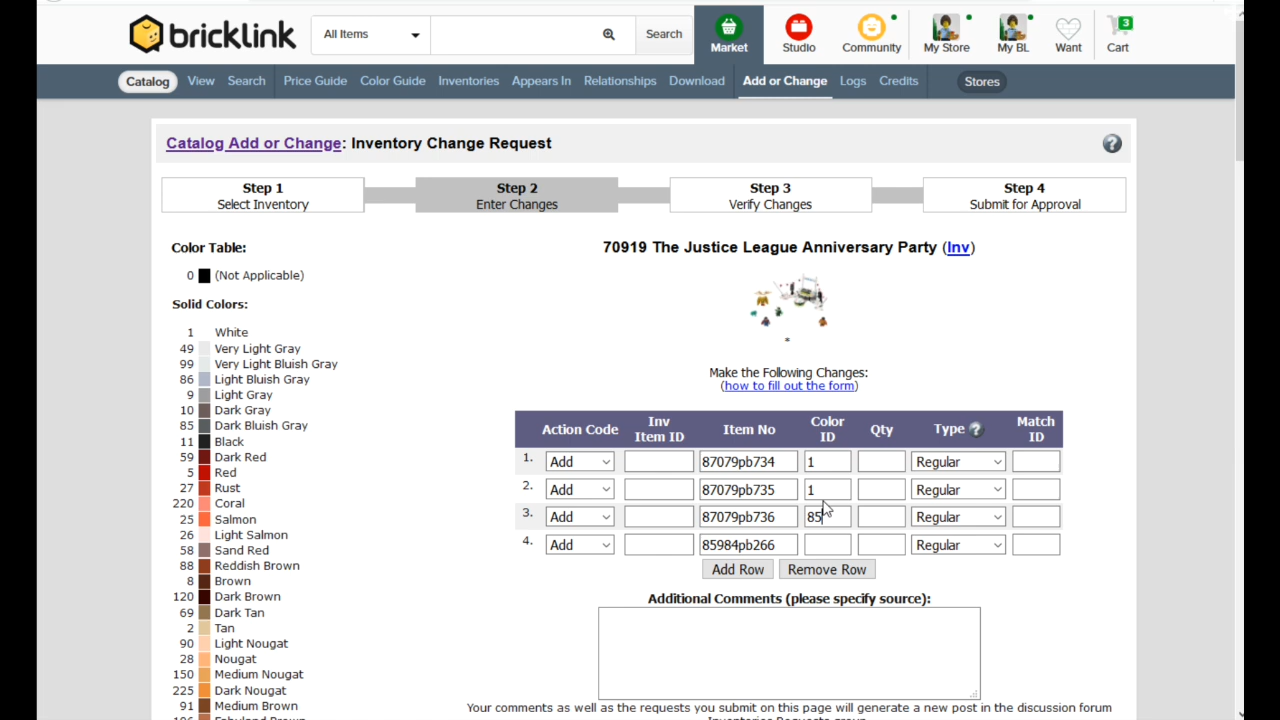 bricklink
All Items
Search
Market
Studio
Community
My Store
My BL
Want
3
Cart
Catalog View Search Price Guide Color Guide Inventories Appears In Relationships Download Add or Change Logs Credits Stores
Catalog Add or Change: Inventory Change Request
?
Step 1
Select Inventory
Step 2
Enter Changes
Step 3
Verify Changes
Step 4
Submit for Approval
Color Table:
0 (Not Applicable)
Solid Colors:
1 White
49 Very Light Gray
99 Very Light Bluish Gray
86 Light Bluish Gray
9 Light Gray
10 Dark Gray
85 Dark Bluish Gray
11 Black
59 Dark Red
5 Red
27 Rust
220 Coral
25 Salmon
26 Light Salmon
58 Sand Red
88 Reddish Brown
8 Brown
120 Dark Brown
69 Dark Tan
2 Tan
90 Light Nougat
28 Nougat
150 Medium Nougat
225 Dark Nougat
91 Medium Brown
70919 The Justice League Anniversary Party (Inv)
*
Make the Following Changes:
(how to fill out the form)
Action Code Inv Item ID Item No Color ID Qty Type ? Match ID
1. Add 87079pb734 1 Regular
2. Add 87079pb735 1 Regular
3. Add 87079pb736 85 Regular
4. Add 85984pb266 Regular
Add Row Remove Row
Additional Comments (please specify source):
Your comments as well as the requests you submit on this page will generate a new post in the discussion forum